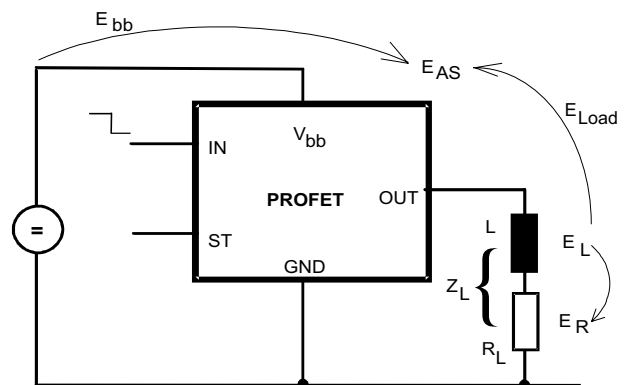 E bb
E AS
E Load
IN
V bb
PROFET
OUT
ST
GND
=
L
Z L
E L
E R
R L